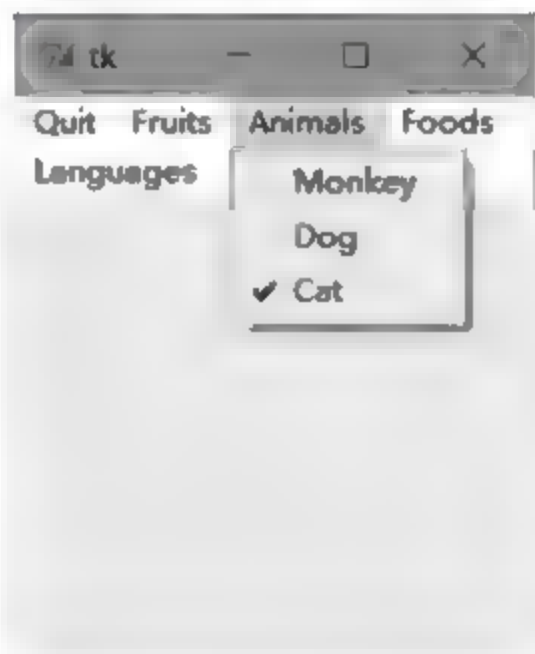 tk
Quit Fruits Animals Foods
Languages
Monkey
Dog
Cat